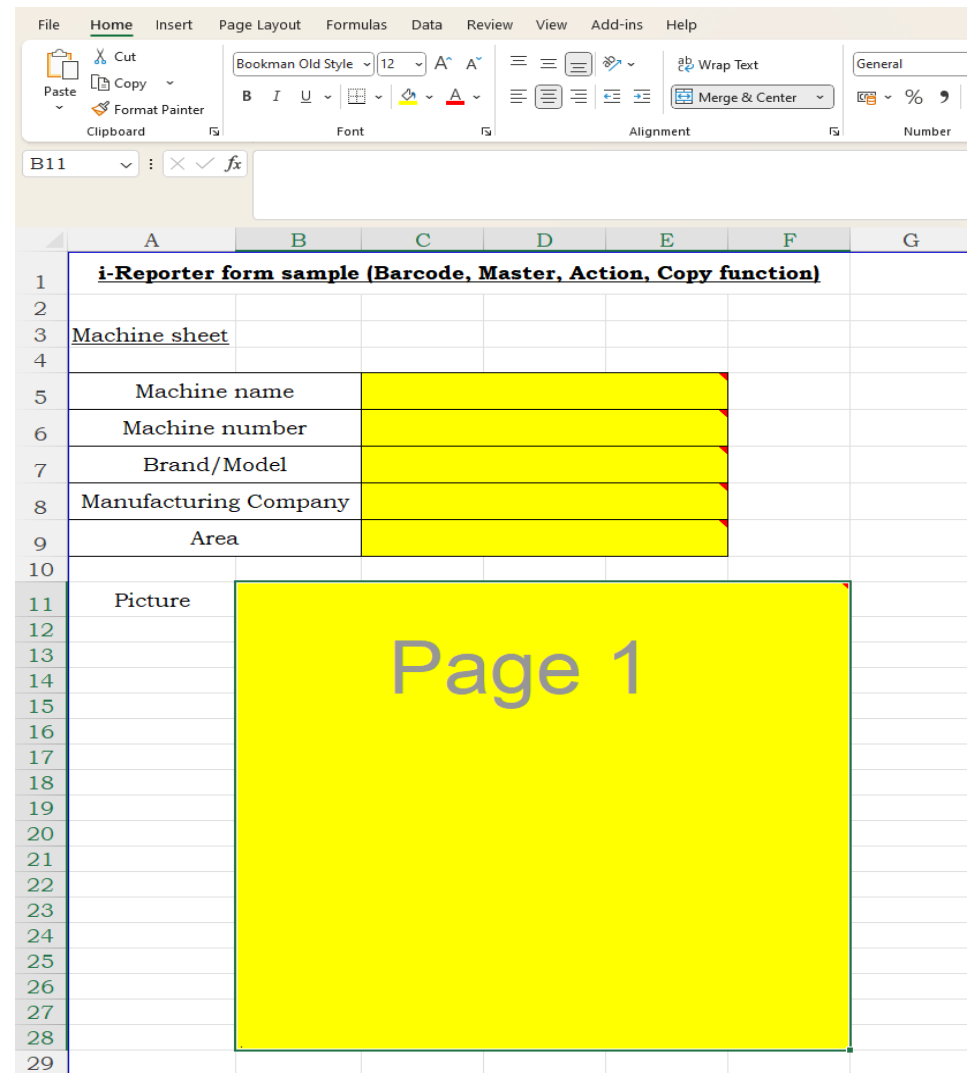 File Home Insert Page Layout Formulas Data Review View Add-ins Help
Paste
Cut
Copy
Format Painter
Clipboard
Bookman Old Style 12 A A
B I U A
Font
ab Wrap Text
Merge & Center
Alignment
General
% 9
Number
B11 fx
A B C D E F G
1 i-Reporter form sample (Barcode, Master, Action, Copy function)
2
3 Machine sheet
4
5 Machine name
6 Machine number
7 Brand/Model
8 Manufacturing Company
9 Area
10
11 Picture
12
13 Page 1
14
15
16
17
18
19
20
21
22
23
24
25
26
27
28
29